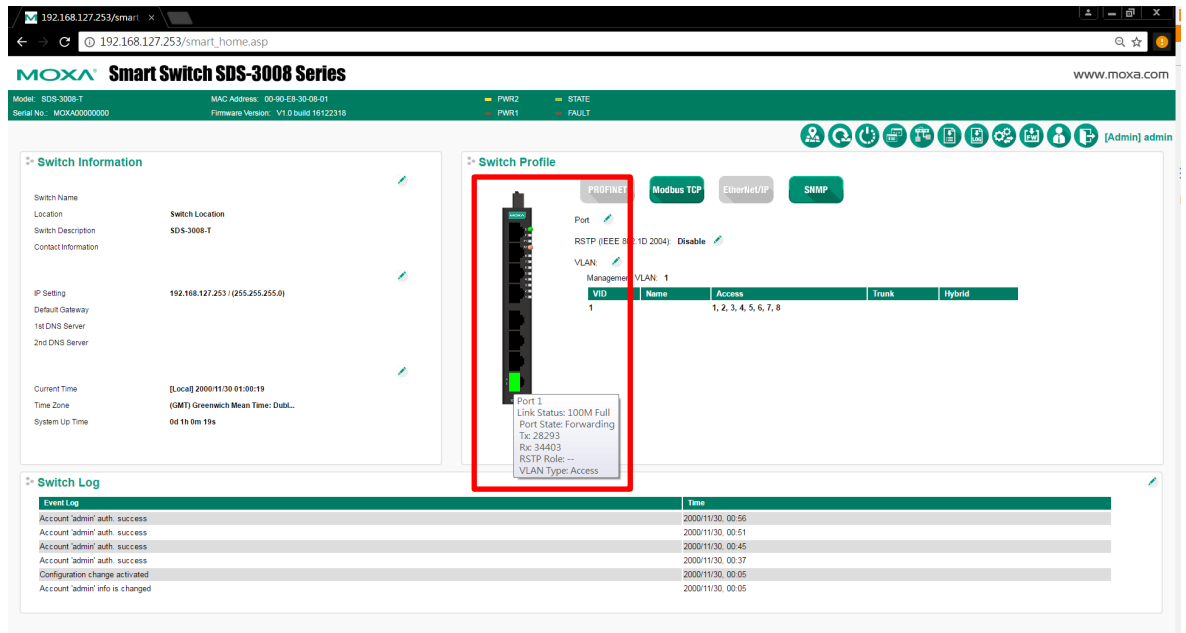 192.168.127.253/smart
192.168.127.253/smart_home.asp
MOXA Smart Switch SDS-3008 Series
www.moxa.com
Model: SDS-3008-T MAC Address: 00-90-E8-30-08-01 PWR2 STATE
Serial No.: MOXA00000000 Firmware Version: V1.0 build 16122318 PWR1 FAULT
[Admin] admin
Switch Information
Switch Name
Location Switch Location
Switch Description SDS-3008-T
Contact Information
IP Setting 192.168.127.253 / (255.255.255.0)
Default Gateway
1st DNS Server
2nd DNS Server
Current Time [Local] 2000/11/30 01:00:19
Time Zone (GMT) Greenwich Mean Time: Dubl...
System Up Time 0d 1h 0m 19s
Switch Profile
MOXA
PROFINET Modbus TCP EtherNet/IP SNMP
Port
RSTP (IEEE 802.1D 2004): Disable
VLAN:
Management VLAN: 1
VID Name Access Trunk Hybrid
1 1, 2, 3, 4, 5, 6, 7, 8
Port 1
Link Status: 100M Full
Port State: Forwarding
Tx: 28293
Rx: 34403
RSTP Role: --
VLAN Type: Access
Switch Log
Event Log Time
Account 'admin' auth. success 2000/11/30, 00:56
Account 'admin' auth. success 2000/11/30, 00:51
Account 'admin' auth. success 2000/11/30, 00:45
Account 'admin' auth. success 2000/11/30, 00:37
Configuration change activated 2000/11/30, 00:05
Account 'admin' info is changed 2000/11/30, 00:05